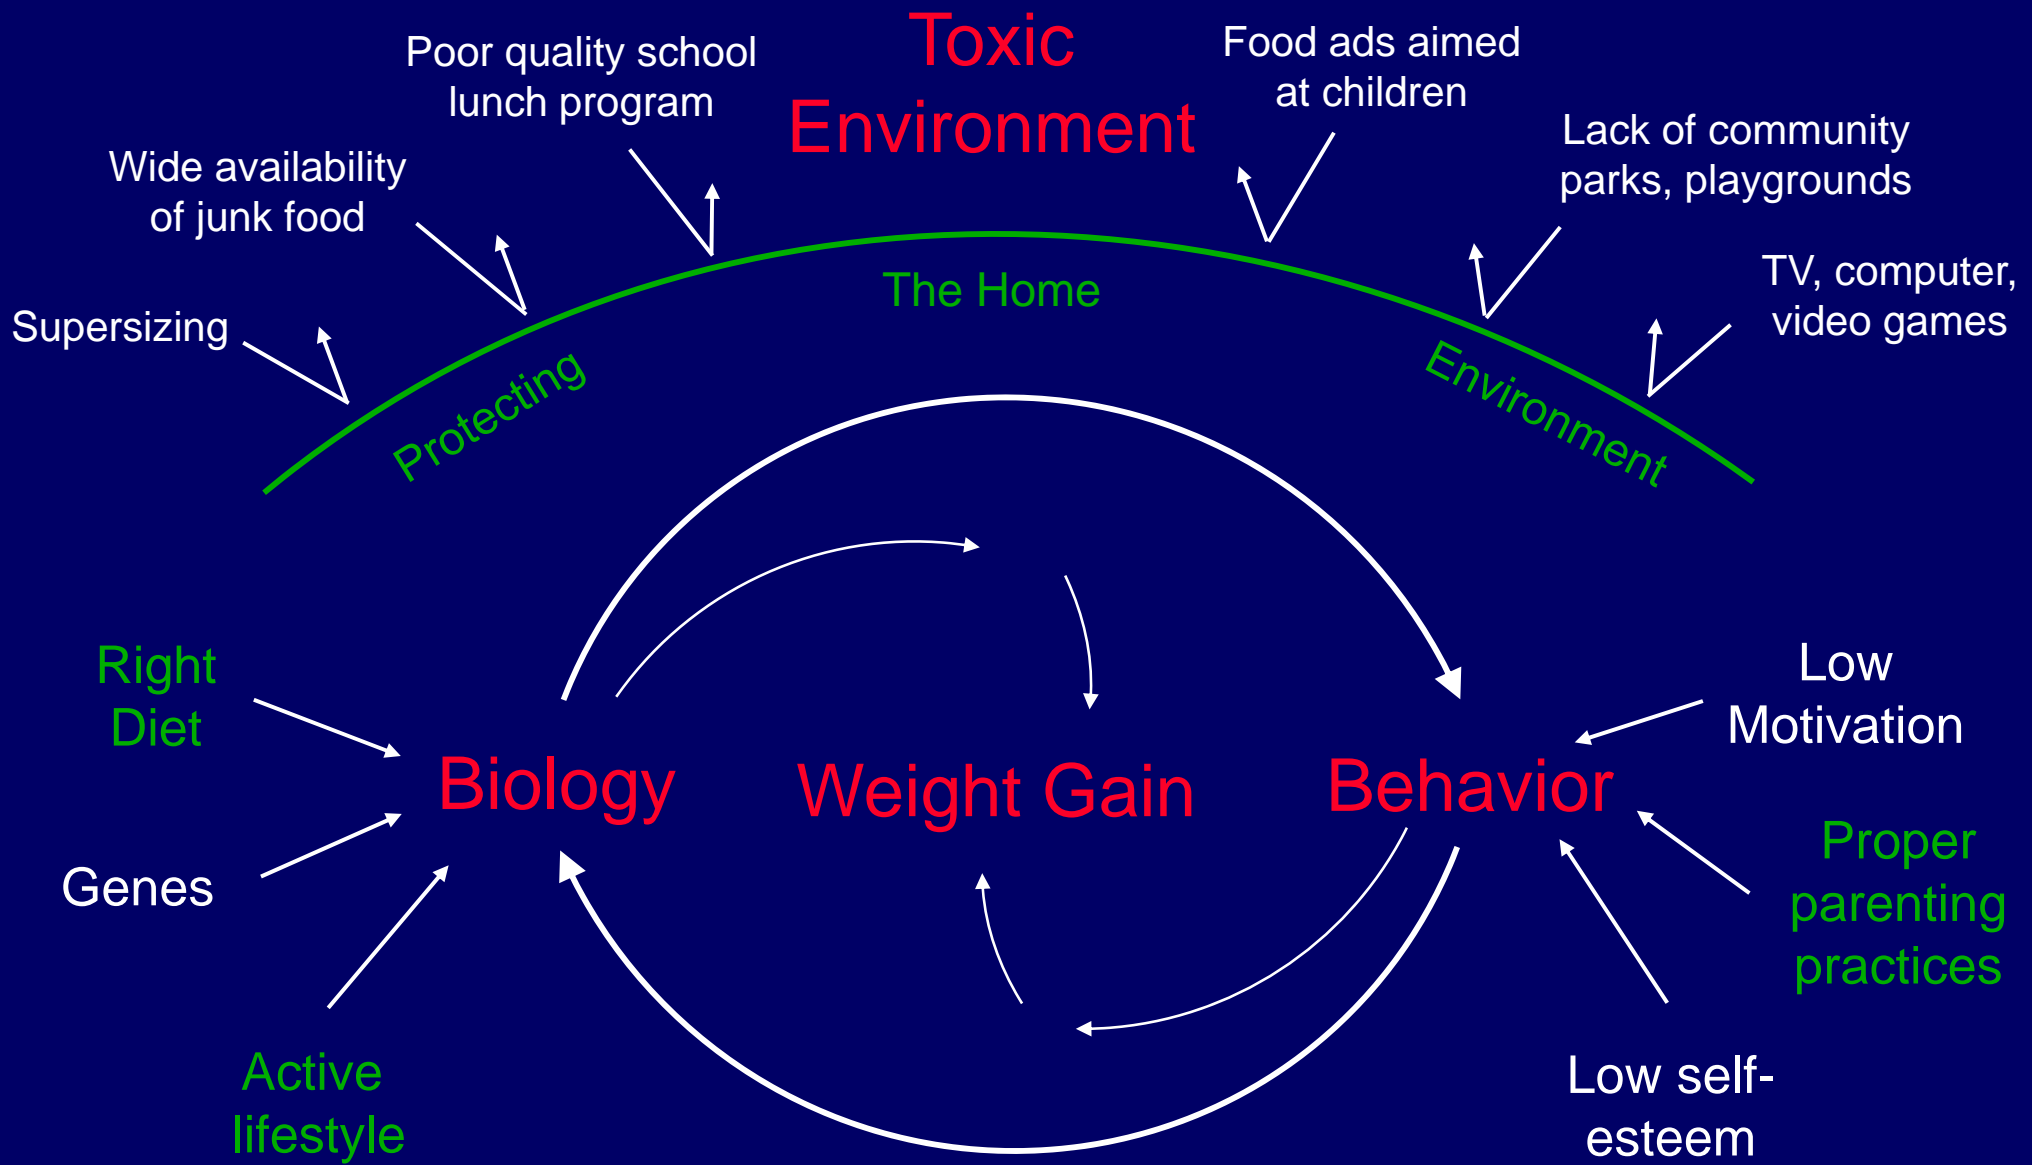 Toxic
Environment
Poor quality school
lunch program
Food ads aimed
at children
Wide availability
of junk food
Lack of community
parks, playgrounds
Supersizing
TV, computer,
video games
The Home
Protecting
Environment
Right
Diet
Low
Motivation
Biology
Weight Gain
Behavior
Genes
Proper
parenting
practices
Active
lifestyle
Low self-
esteem